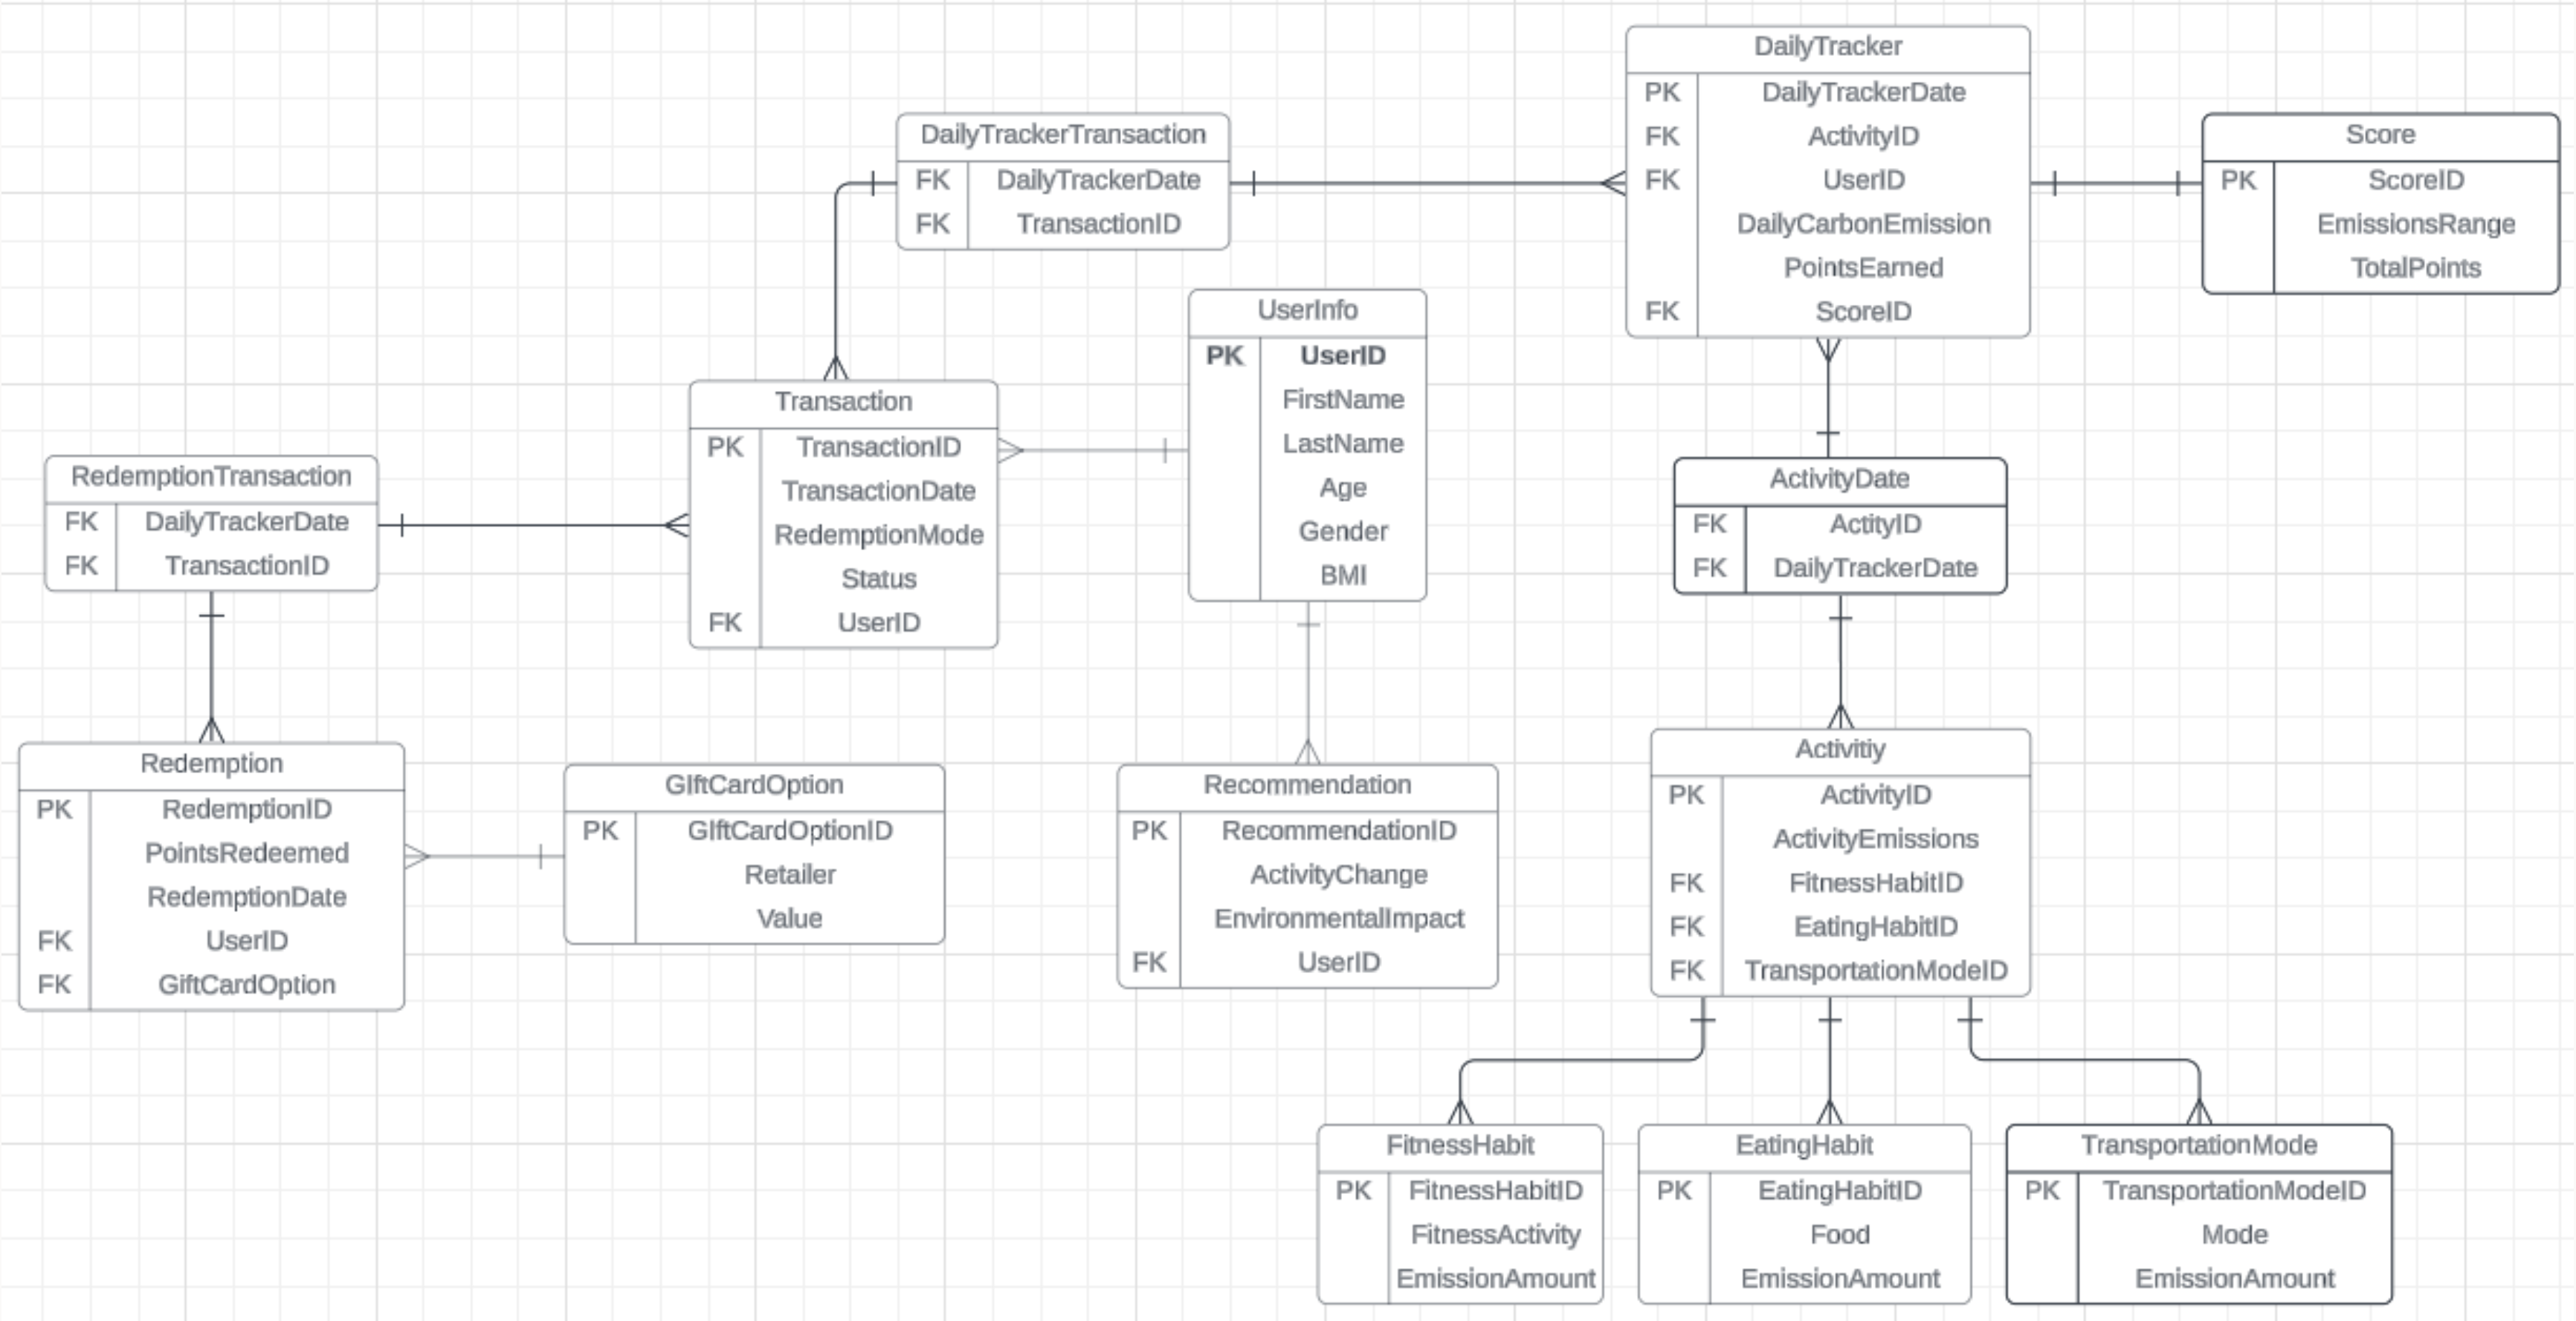 DailyTracker
PK DailyTrackerDate
FK ActivityID
FK UserID
DailyCarbonEmission
PointsEarned
FK ScoreID
DailyTrackerTransaction
FK DailyTrackerDate
FK TransactionID
Score
PK ScoreID
EmissionsRange
TotalPoints
UserInfo
PK UserID
FirstName
LastName
Age
Gender
BMI
Transaction
PK TransactionID
TransactionDate
RedemptionMode
Status
FK UserID
RedemptionTransaction
FK DailyTrackerDate
FK TransactionID
ActivityDate
FK ActityID
FK DailyTrackerDate
Redemption
PK RedemptionID
PointsRedeemed
RedemptionDate
FK UserID
FK GiftCardOption
GIftCardOption
PK GIftCardOptionID
Retailer
Value
Recommendation
PK RecommendationID
ActivityChange
EnvironmentalImpact
FK UserID
Activitiy
PK ActivityID
ActivityEmissions
FK FitnessHabitID
FK EatingHabitID
FK TransportationModeID
FitnessHabit
PK FitnessHabitID
FitnessActivity
EmissionAmount
EatingHabit
PK EatingHabitID
Food
EmissionAmount
TransportationMode
PK TransportationModeID
Mode
EmissionAmount